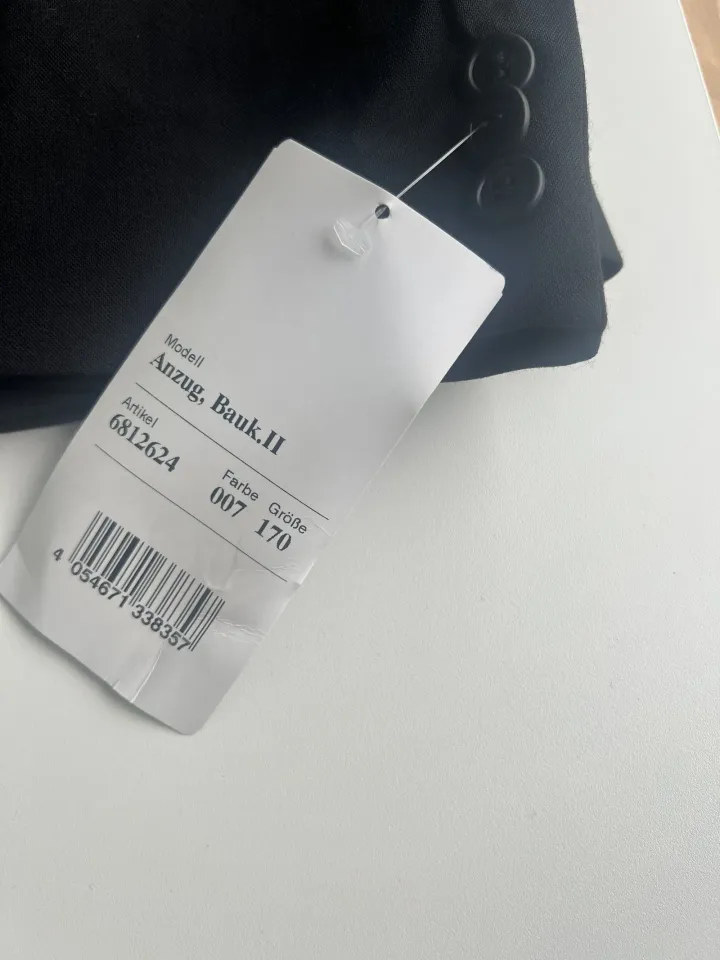 Modell
Anzug, Bauk.II
Artikel Farbe Größe
6812624 007 170
4 054671 338357